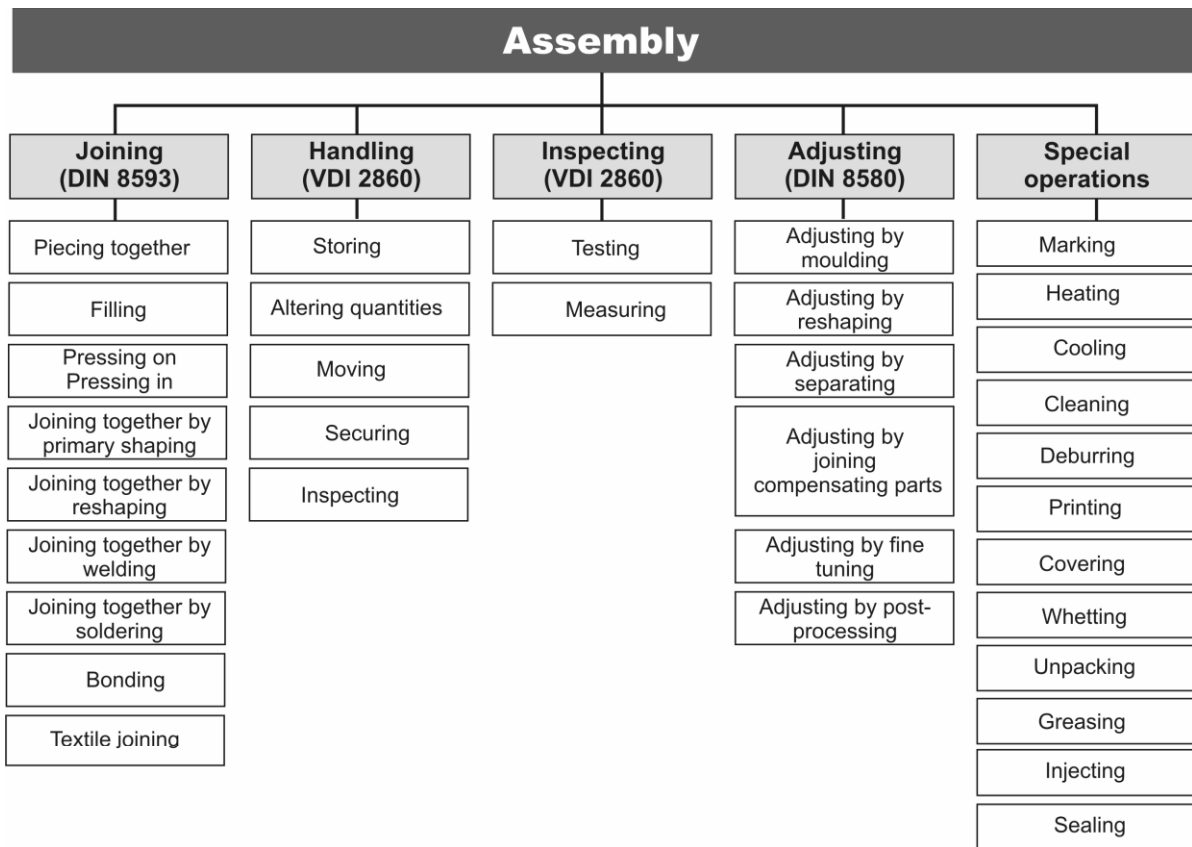 Assembly
Joining
(DIN 8593)
Piecing together
Filling
Pressing on
Pressing in
Joining together by
primary shaping
Joining together by
reshaping
Joining together by
welding
Joining together by
soldering
Bonding
Textile joining
Handling
(VDI 2860)
Storing
Altering quantities
Moving
Securing
Inspecting
Inspecting
(VDI 2860)
Testing
Measuring
Adjusting
(DIN 8580)
Adjusting by
moulding
Adjusting by
reshaping
Adjusting by
separating
Adjusting by
joining
compensating parts
Adjusting by fine
tuning
Adjusting by post-
processing
Special
operations
Marking
Heating
Cooling
Cleaning
Deburring
Printing
Covering
Whetting
Unpacking
Greasing
Injecting
Sealing